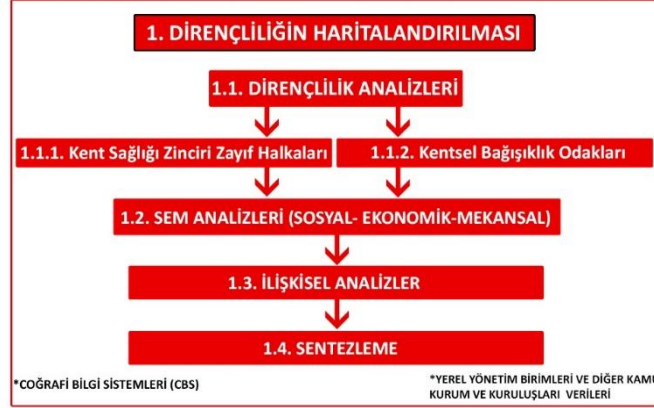 1. DİRENÇLİLİĞİN HARİTALANDIRILMASI
1.1. DİRENÇLİLİK ANALİZLERİ
1.1.1. Kent Sağlığı Zinciri Zayıf Halkaları
1.1.2. Kentsel Bağışıklık Odakları
1.2. SEM ANALİZLERİ (SOSYAL- EKONOMİK-MEKANSAL)
1.3. İLİŞKİSEL ANALİZLER
1.4. SENTEZLEME
*COĞRAFİ BİLGİ SİSTEMLERİ (CBS)
*YEREL YÖNETİM BİRİMLERİ VE DİĞER KAMU
KURUM VE KURULUŞLARI VERİLERİ